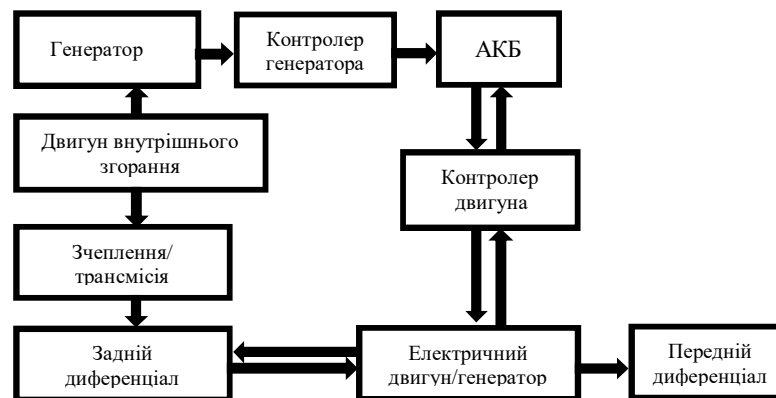 Генератор
Контролер
генератора
АКБ
Двигун внутрішнього
згорання
Контролер
двигуна
Зчеплення/
трансмісія
Задній
диференціал
Електричний
двигун/генератор
Передній
диференціал